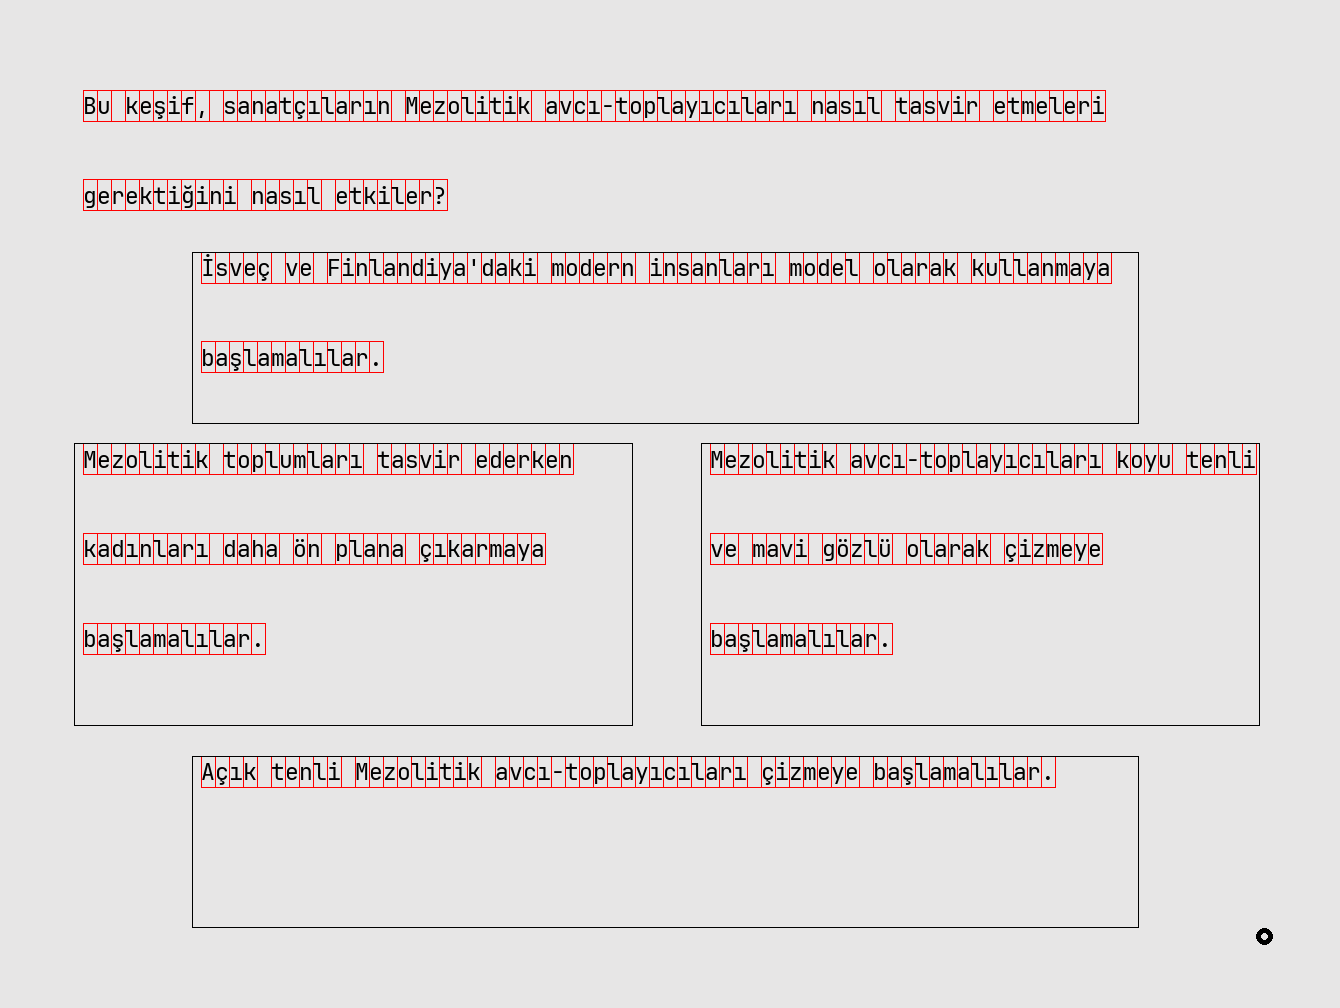 Bu keşif, sanatçıların Mezolitik avcı-toplayıcıları nasıl tasvir etmeleri
gerektiğini nasıl etkiler?
İsveç ve Finlandiya'daki modern insanları model olarak kullanmaya
başlamalılar.
Mezolitik toplumları tasvir ederken
kadınları daha ön plana çıkarmaya
başlamalılar.
Mezolitik avcı-toplayıcıları koyu tenli
ve mavi gözlü olarak çizmeye
başlamalılar.
Açık tenli Mezolitik avcı-toplayıcıları çizmeye başlamalılar.